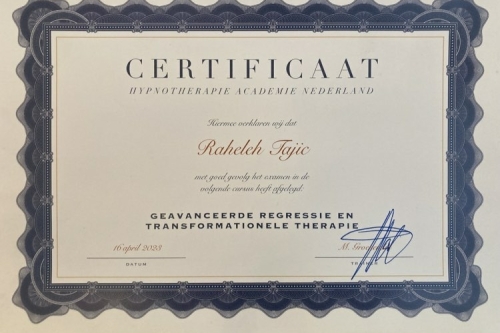 CERTIFICAAT
HYPNOTHERAPIE ACADEMIE NEDERLAND
Hiermee verklaren wij dat
Raheleh Tajic
met goed gevolg het examen in de
volgende cursus heeft afgelegd:
GEAVANCEERDE REGRESSIE EN
TRANSFORMATIONELE THERAPIE
16 april 2023
M.
DATUM